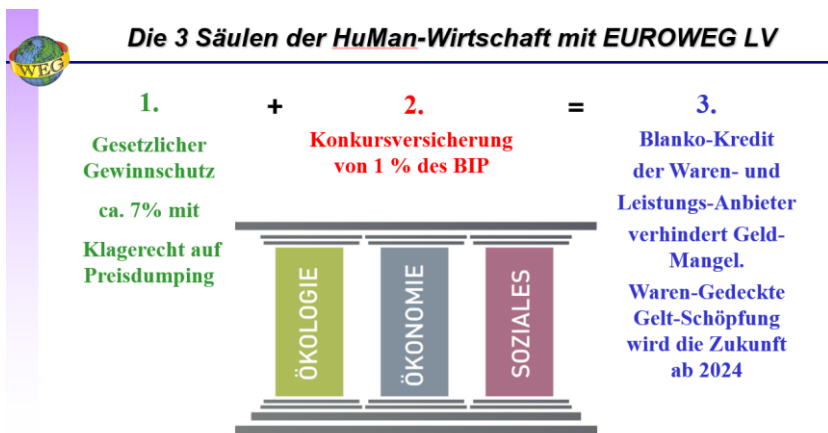 Die 3 Säulen der HuMan-Wirtschaft mit EUROWEG LV
WEG
1.
+
2.
=
3.
Gesetzlicher
Gewinnschutz
ca. 7% mit
Klagerecht auf
Preisdumping
Konkursversicherung
von 1 % des BIP
Blanko-Kredit
der Waren- und
Leistungs-Anbieter
verhindert Geld-
Mangel.
Waren-Gedeckte
Gelt-Schöpfung
wird die Zukunft
ab 2024
ÖKOLOGIE
ÖKONOMIE
SOZIALES